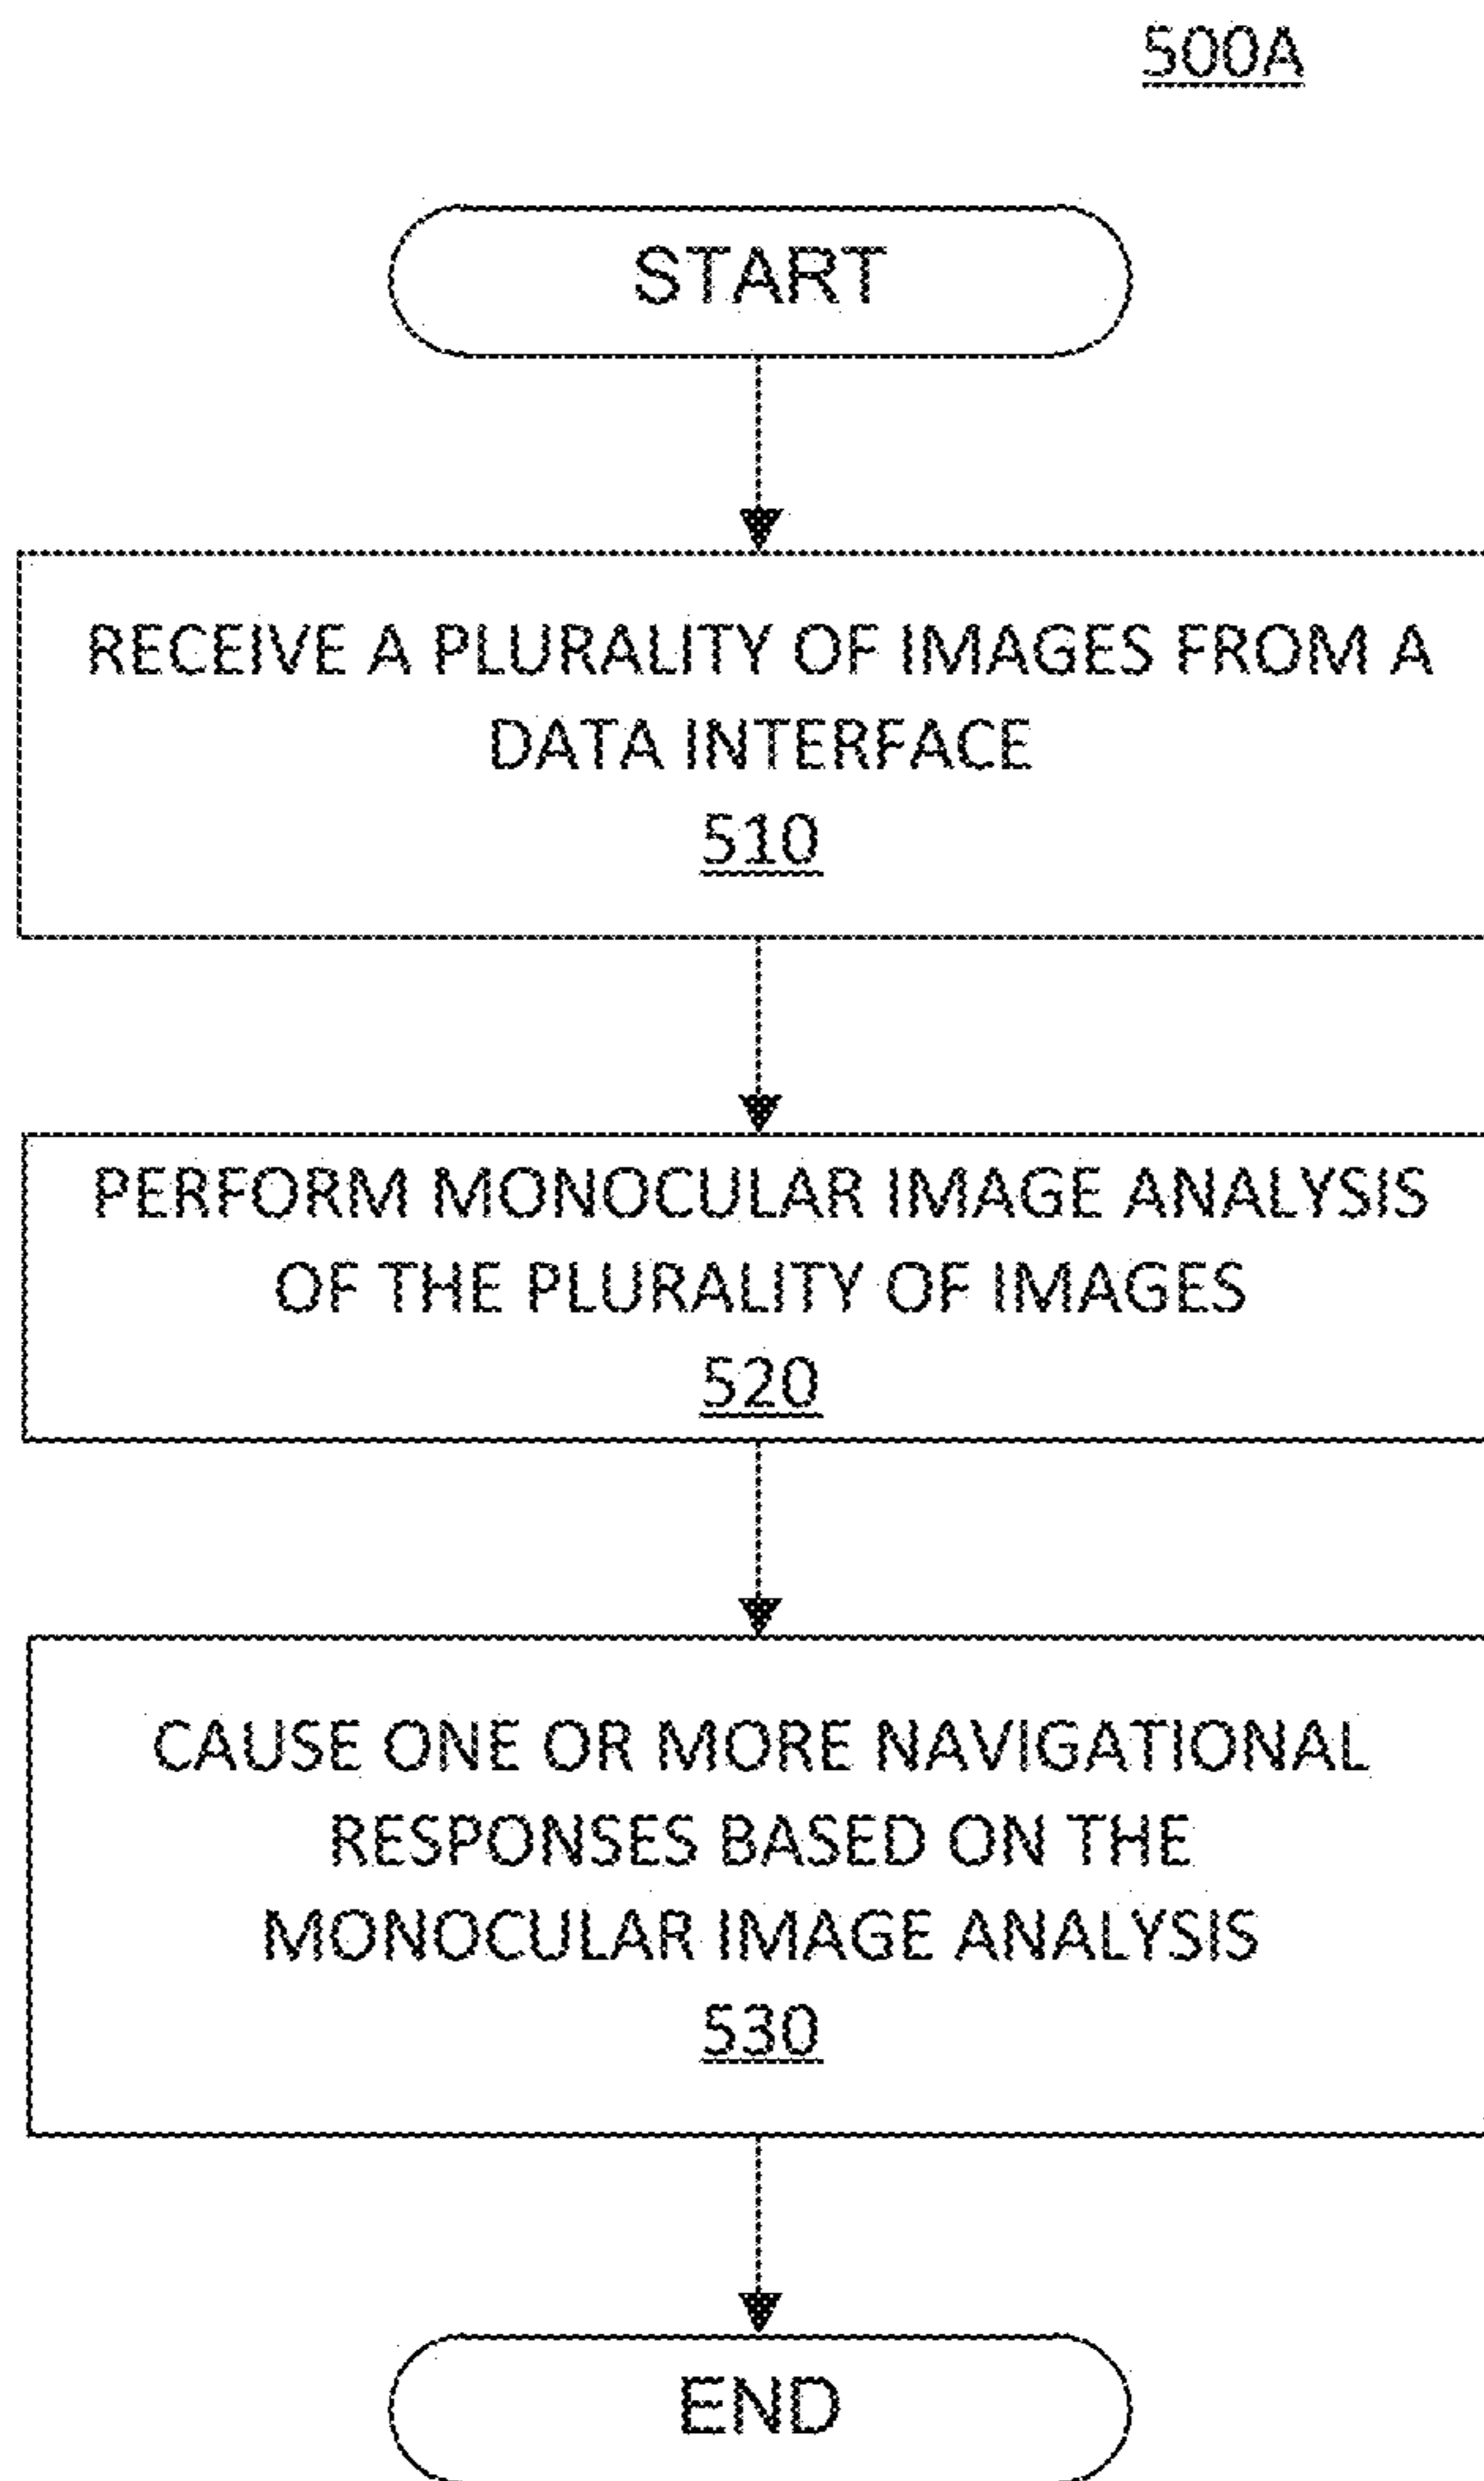 500A
START
RECEIVE A PLURALITY OF IMAGES FROM A
DATA INTERFACE
510
PERFORM MONOCULAR IMAGE ANALYSIS
OF THE PLURALITY OF IMAGES
520
CAUSE ONE OR MORE NAVIGATIONAL
RESPONSES BASED ON THE
MONOCULAR IMAGE ANALYSIS
530
END